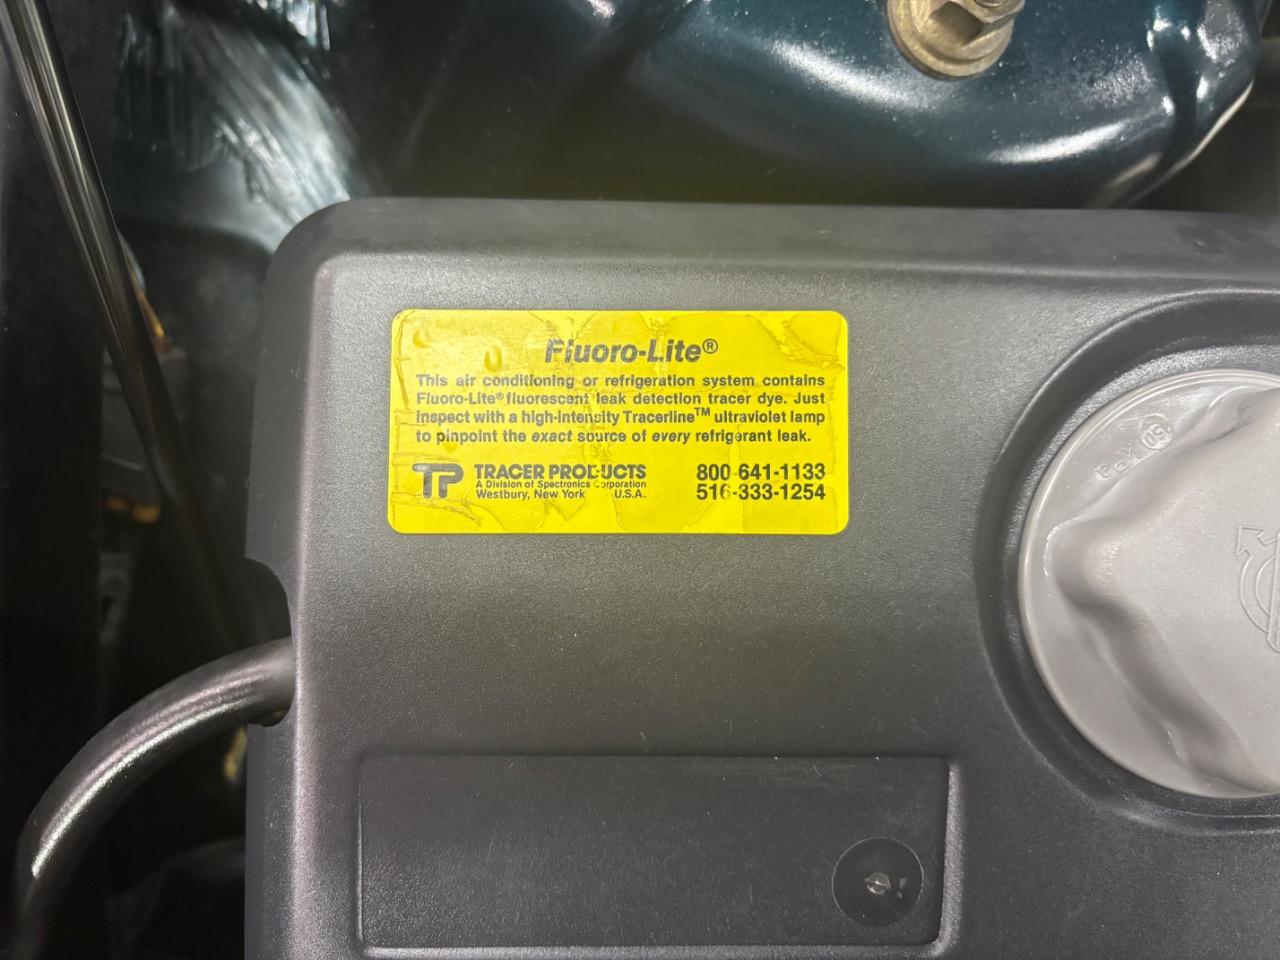 Fluoro-Lite®
This air conditioning or refrigeration system contains
Fluoro-Lite® fluorescent leak detection tracer dye. Just
inspect with a high-intensity Tracerline™ ultraviolet lamp
to pinpoint the exact source of every refrigerant leak.
TP TRACER PRODUCTS 800-641-1133
A Division of Spectronics Corporation
Westbury, New York U.S.A. 516-333-1254
150 kPa